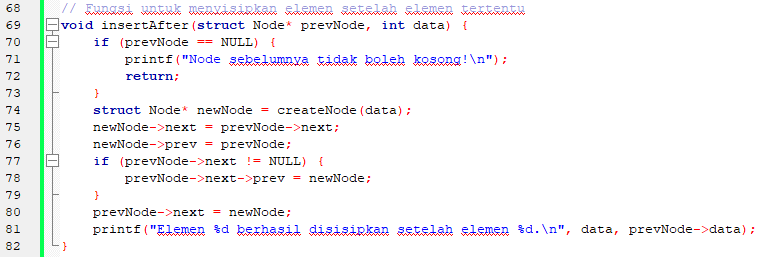 68 // Fungsi untuk menyisipkan elemen setelah elemen tertentu
69 void insertAfter(struct Node* prevNode, int data) {
70     if (prevNode == NULL) {
71         printf("Node sebelumnya tidak boleh kosong!\n");
72         return;
73     }
74     struct Node* newNode = createNode(data);
75     newNode->next = prevNode->next;
76     newNode->prev = prevNode;
77     if (prevNode->next != NULL) {
78         prevNode->next->prev = newNode;
79     }
80     prevNode->next = newNode;
81     printf("Elemen %d berhasil disisipkan setelah elemen %d.\n", data, prevNode->data);
82 }